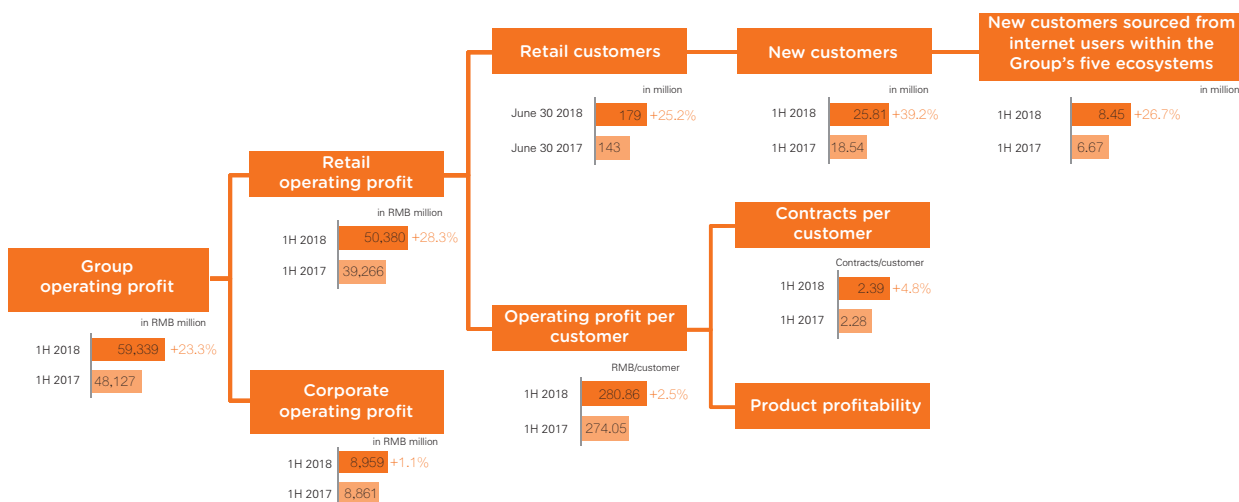 Group
operating profit
in RMB million
1H 2018 59,339 +23.3%
1H 2017 48,127
Retail
operating profit
in RMB million
1H 2018 50,380 +28.3%
1H 2017 39,266
Corporate
operating profit
in RMB million
1H 2018 8,959 +1.1%
1H 2017 8,861
Retail customers
in million
June 30 2018 179 +25.2%
June 30 2017 143
New customers
in million
1H 2018 25.81 +39.2%
1H 2017 18.54
New customers sourced from
internet users within the
Group's five ecosystems
in million
1H 2018 8.45 +26.7%
1H 2017 6.67
Operating profit per
customer
RMB/customer
1H 2018 280.86 +2.5%
1H 2017 274.05
Contracts per
customer
Contracts/customer
1H 2018 2.39 +4.8%
1H 2017 2.28
Product profitability